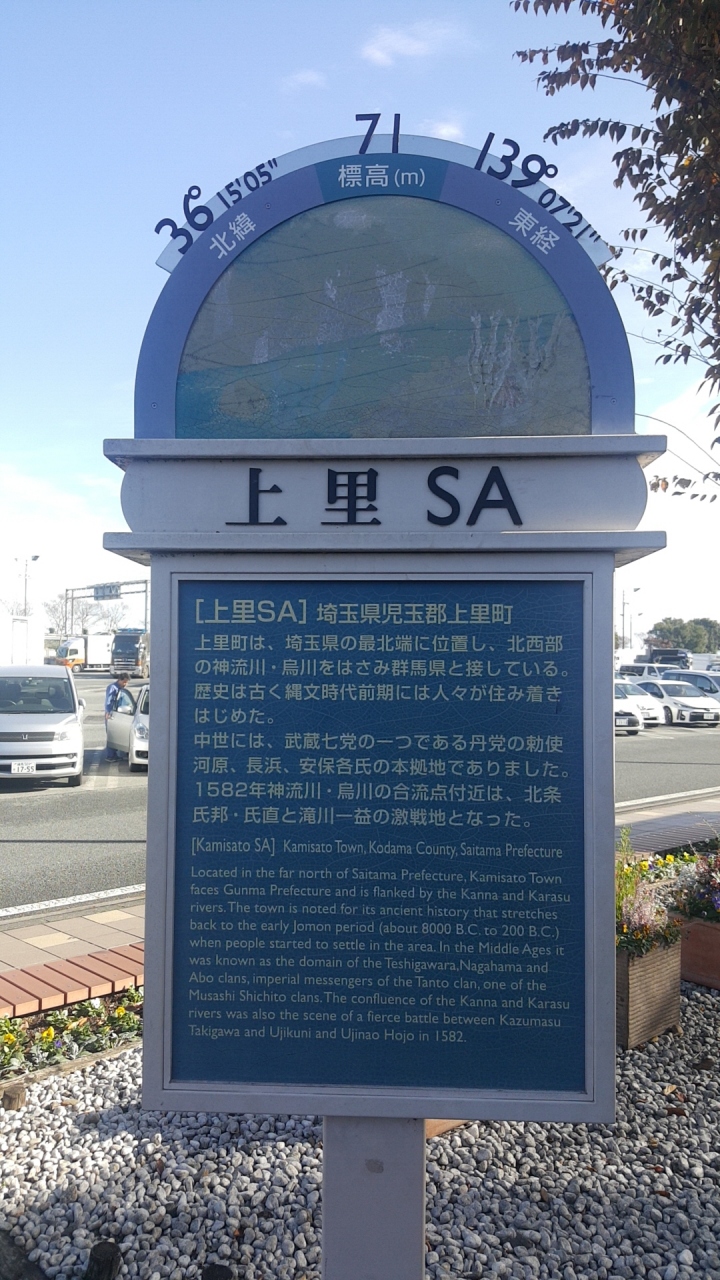 71
36° 15'05"
139° 07'21"
標高(m)
北緯
東経
上里 SA
[上里SA] 埼玉県児玉郡上里町
上里町は、埼玉県の最北端に位置し、北西部
の神流川・烏川をはさみ群馬県と接している。
歴史は古く縄文時代前期には人々が住み着き
はじめた。
中世には、武蔵七党の一つである丹党の勅使
河原、長浜、安保各氏の本拠地でありました。
1582年神流川・烏川の合流点付近は、北条
氏邦・氏直と滝川一益の激戦地となった。
[Kamisato SA] Kamisato Town, Kodama County, Saitama Prefecture
Located in the far north of Saitama Prefecture, Kamisato Town
faces Gunma Prefecture and is flanked by the Kanna and Karasu
rivers. The town is noted for its ancient history that stretches
back to the early Jomon period (about 8000 B.C. to 200 B.C.)
when people started to settle in the area. In the Middle Ages it
was known as the domain of the Teshigawara, Nagahama and
Abo clans, imperial messengers of the Tanto clan, one of the
Musashi Shichito clans. The confluence of the Kanna and Karasu
rivers was also the scene of a fierce battle between Kazumasu
Takigawa and Ujikuni and Ujinao Hojo in 1582.